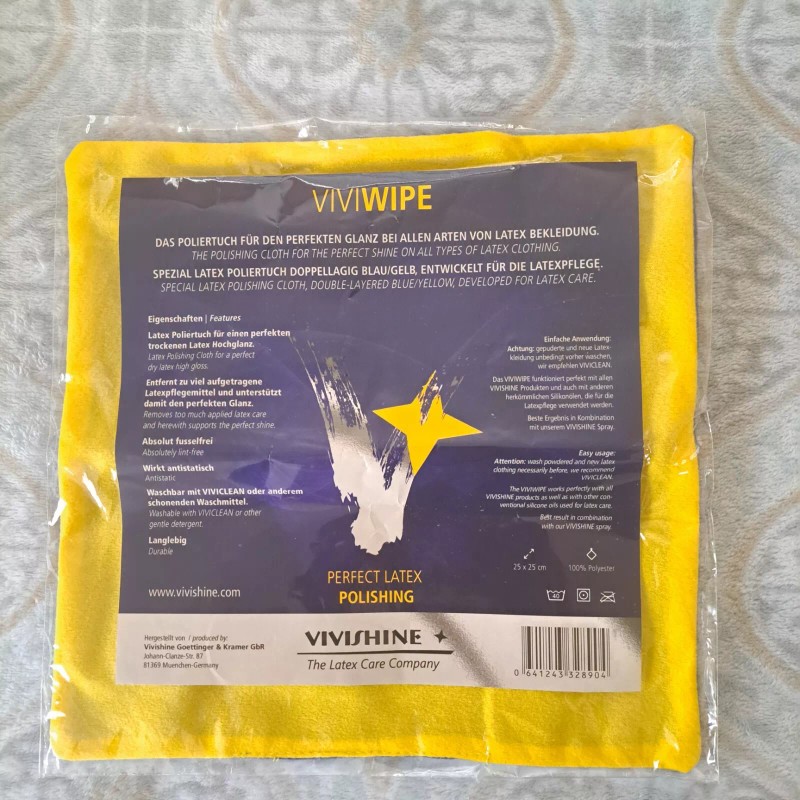 VIVIWIPE
DAS POLIERTUCH FÜR DEN PERFEKTEN GLANZ BEI ALLEN ARTEN VON LATEX BEKLEIDUNG.
THE POLISHING CLOTH FOR THE PERFECT SHINE ON ALL TYPES OF LATEX CLOTHING.
SPEZIAL LATEX POLIERTUCH DOPPELLAGIG BLAU/GELB, ENTWICKELT FÜR DIE LATEXPFLEGE.
SPECIAL LATEX POLISHING CLOTH, DOUBLE-LAYERED BLUE/YELLOW, DEVELOPED FOR LATEX CARE.
Eigenschaften | Features
Latex Poliertuch für einen perfekten
trockenen Latex Hochglanz.
Latex Polishing Cloth for a perfect
dry latex high gloss.
Entfernt zu viel aufgetragene
Latexpflegemittel und unterstützt
damit den perfekten Glanz.
Removes too much applied latex care
and herewith supports the perfect shine.
Absolut fusselfrei
Absolutely lint-free
Wirkt antistatisch
Antistatic
Waschbar mit VIVICLEAN oder anderem
schonenden Waschmittel.
Washable with VIVICLEAN or other
gentle detergent.
Langlebig
Durable
www.vivishine.com
Einfache Anwendung:
Achtung: gepuderte und neue Latex-
kleidung unbedingt vorher waschen,
wir empfehlen VIVICLEAN.
Das VIVIWIPE funktioniert perfekt mit allen
VIVISHINE Produkten und auch mit anderen
herkömmlichen Silikonölen, die für die
Latexpflege verwendet werden.
Beste Ergebnis in Kombination
mit unserem VIVISHINE Spray.
Easy usage:
Attention: wash powdered and new latex
clothing necessarily before, we recommend
VIVICLEAN.
The VIVIWIPE works perfectly with all
VIVISHINE products as well as with other con-
ventional silicone oils used for latex care.
Best result in combination
with our VIVISHINE spray.
25 x 25 cm
100% Polyester
40
PERFECT LATEX
POLISHING
Hergestellt von / produced by:
Vivishine Goettinger & Kramer GbR
Johann-Clanze-Str. 87
81369 Muenchen-Germany
VIVISHINE
The Latex Care Company
0 641243 328904